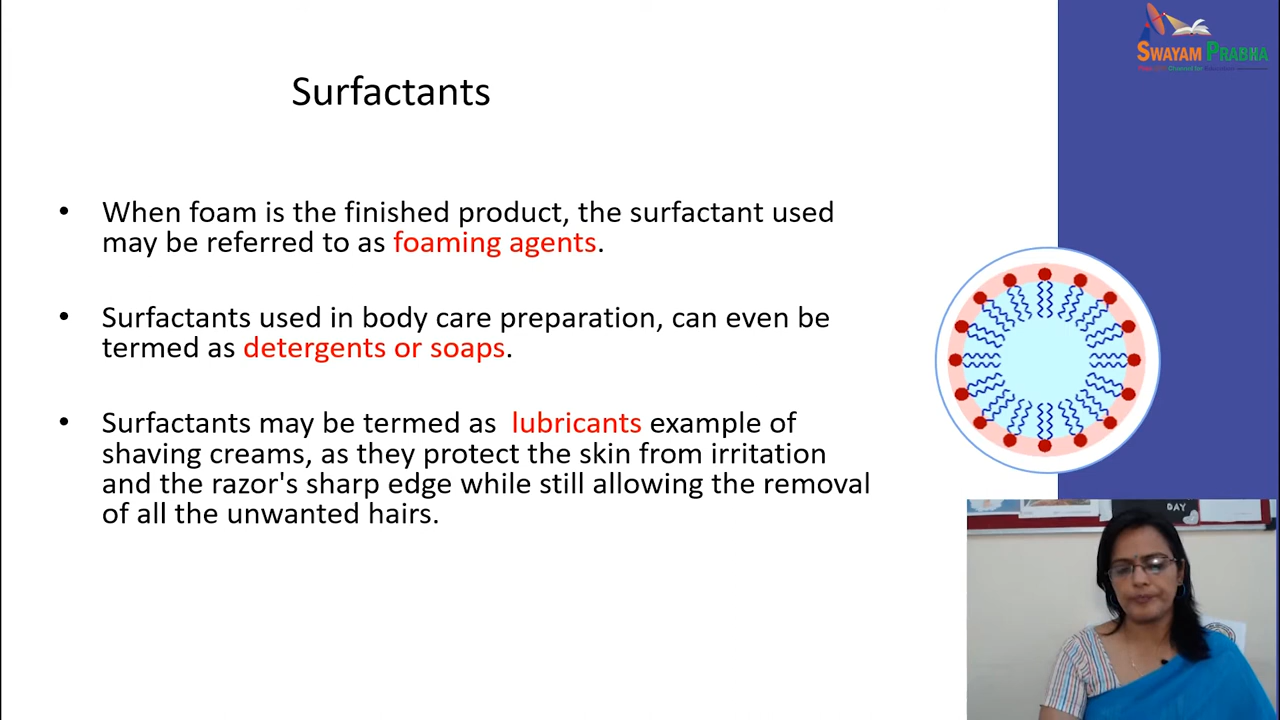 SWAYAM PRABHA
Surfactants
• When foam is the finished product, the surfactant used
may be referred to as foaming agents.
• Surfactants used in body care preparation, can even be
termed as detergents or soaps.
• Surfactants may be termed as lubricants example of
shaving creams, as they protect the skin from irritation
and the razor's sharp edge while still allowing the removal
of all the unwanted hairs.
DAY